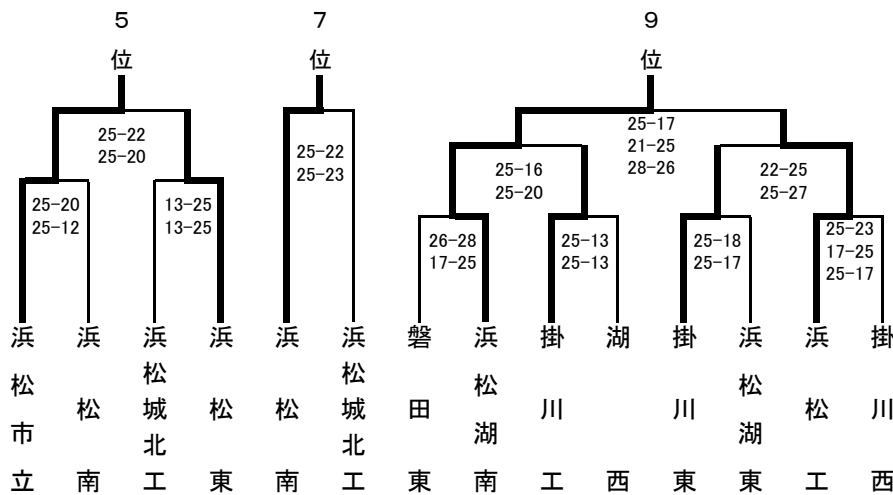 5位
7位
9位
25-22
25-20
25-20
25-12
13-25
13-25
25-22
25-23
25-17
21-25
28-26
25-16
25-20
22-25
25-27
26-28
17-25
25-13
25-13
25-18
25-17
25-23
17-25
25-17
浜松市立
浜松南
浜松城北工
浜松東
浜松南
浜松城北工
磐田東
浜松湖南
掛川工
湖西
掛川東
浜松湖東
浜松工
掛川西